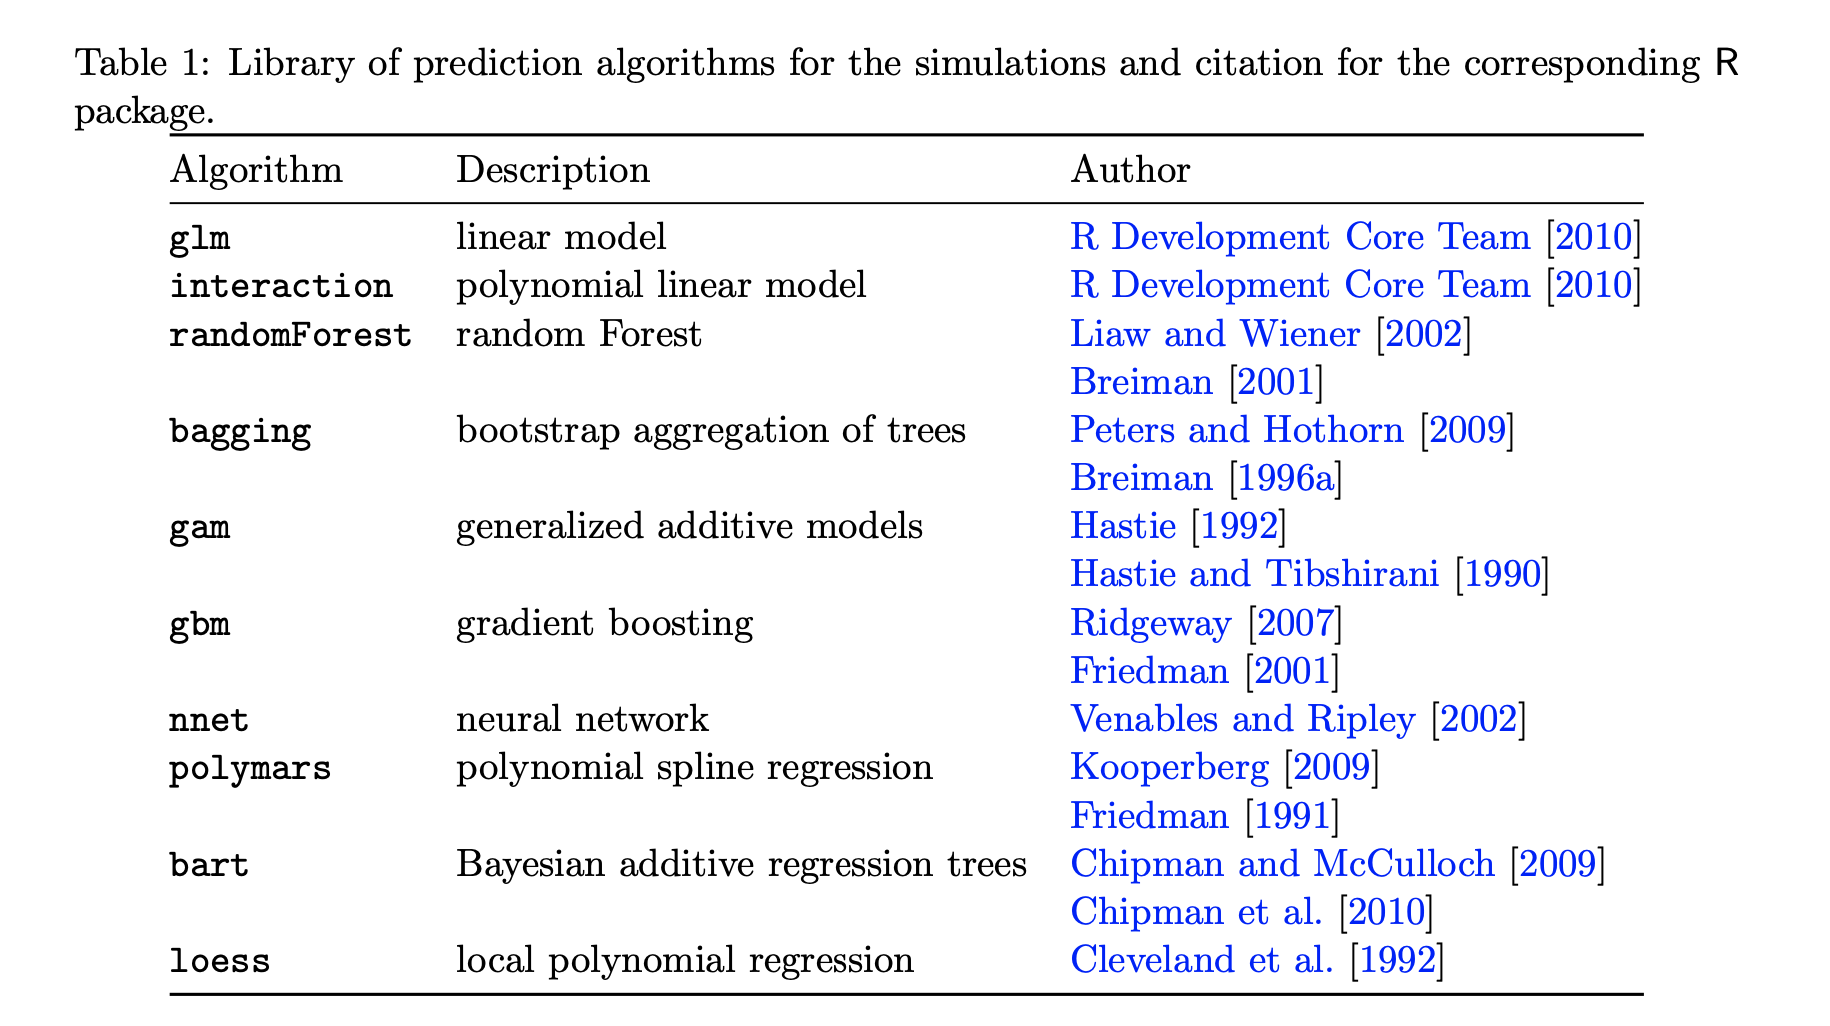 Table 1: Library of prediction algorithms for the simulations and citation for the corresponding R
package.
Algorithm Description Author
glm linear model R Development Core Team [2010]
interaction polynomial linear model R Development Core Team [2010]
randomForest random Forest Liaw and Wiener [2002]
Breiman [2001]
bagging bootstrap aggregation of trees Peters and Hothorn [2009]
Breiman [1996a]
gam generalized additive models Hastie [1992]
Hastie and Tibshirani [1990]
gbm gradient boosting Ridgeway [2007]
Friedman [2001]
nnet neural network Venables and Ripley [2002]
polymars polynomial spline regression Kooperberg [2009]
Friedman [1991]
bart Bayesian additive regression trees Chipman and McCulloch [2009]
Chipman et al. [2010]
loess local polynomial regression Cleveland et al. [1992]